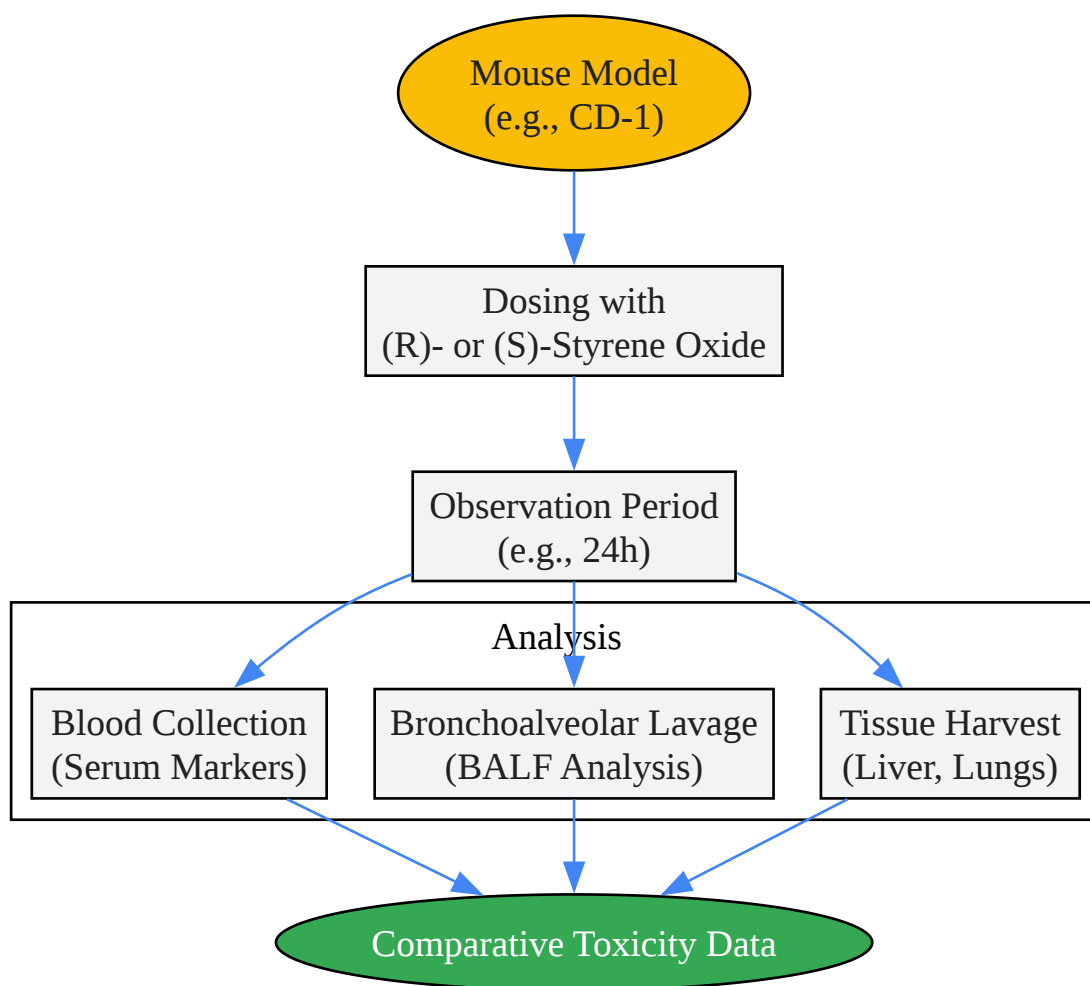 Mouse Model
(e.g., CD-1)
Dosing with
(R)- or (S)-Styrene Oxide
Observation Period
(e.g., 24h)
Analysis
Blood Collection
(Serum Markers)
Bronchoalveolar Lavage
(BALF Analysis)
Tissue Harvest
(Liver, Lungs)
Comparative Toxicity Data